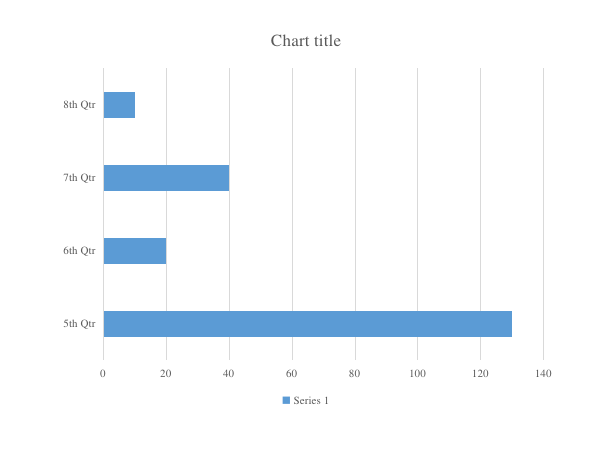 Chart title
8th Qtr
7th Qtr
6th Qtr
5th Qtr
0 20 40 60 80 100 120 140
Series 1